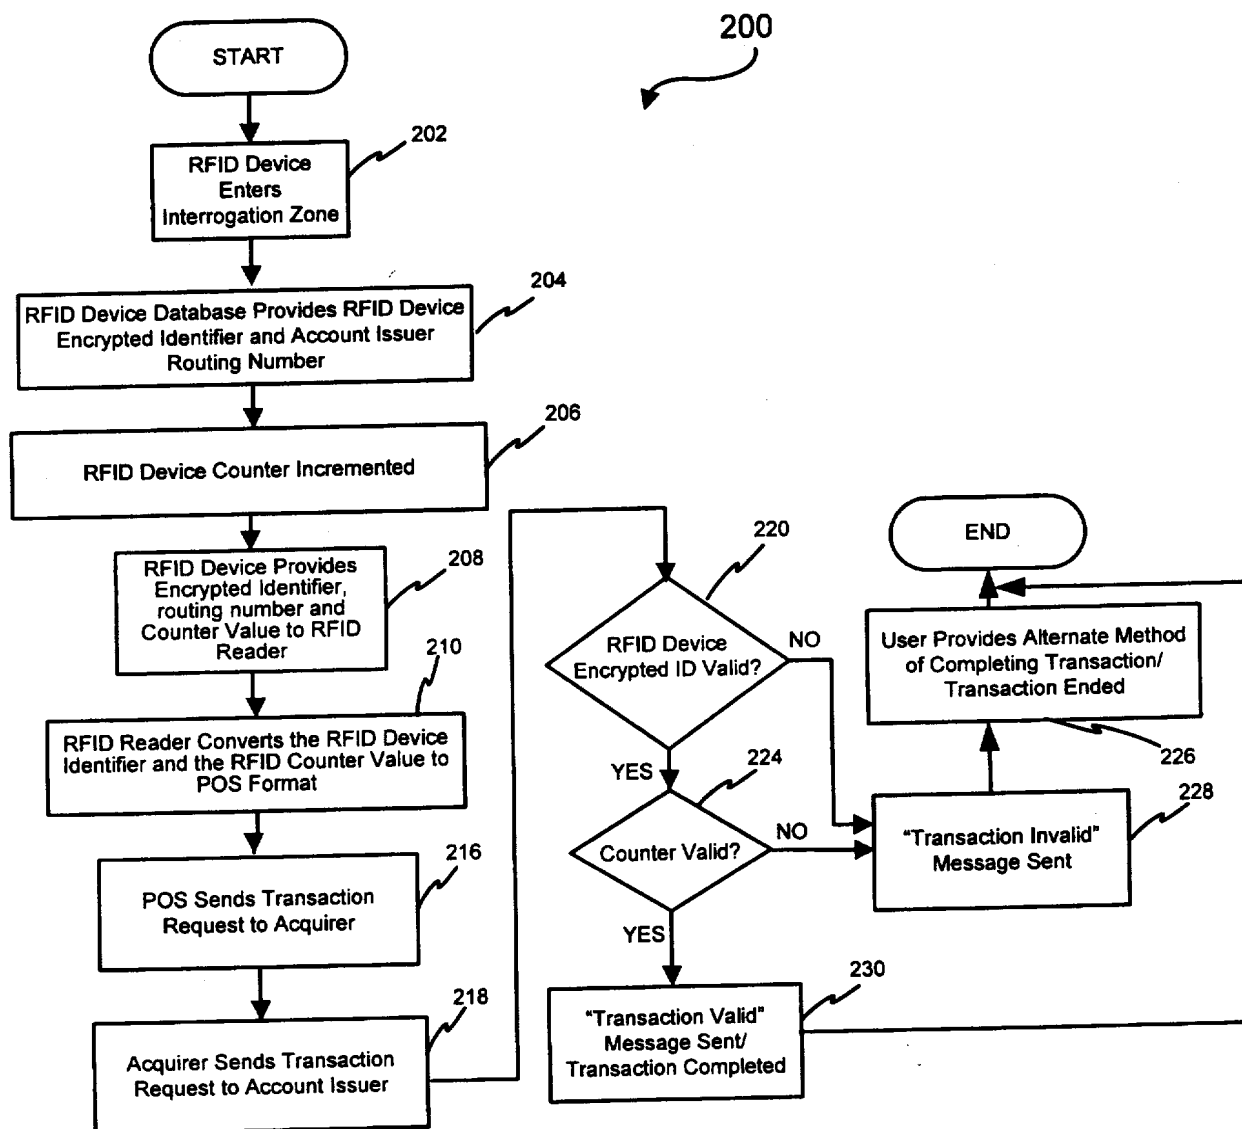 200
START
202
RFID Device
Enters
Interrogation Zone
204
RFID Device Database Provides RFID Device
Encrypted Identifier and Account Issuer
Routing Number
206
RFID Device Counter Incremented
208
RFID Device Provides
Encrypted Identifier,
routing number and
Counter Value to RFID
Reader
210
RFID Reader Converts the RFID Device
Identifier and the RFID Counter Value to
POS Format
216
POS Sends Transaction
Request to Acquirer
218
Acquirer Sends Transaction
Request to Account Issuer
220
RFID Device
Encrypted ID Valid?
NO
YES
224
Counter Valid?
NO
YES
230
"Transaction Valid"
Message Sent/
Transaction Completed
END
User Provides Alternate Method
of Completing Transaction/
Transaction Ended
226
228
"Transaction Invalid"
Message Sent